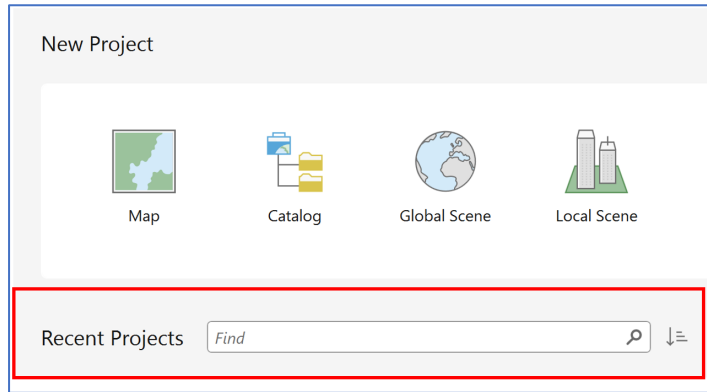 New Project
Map
Catalog
Global Scene
Local Scene
Recent Projects
Find